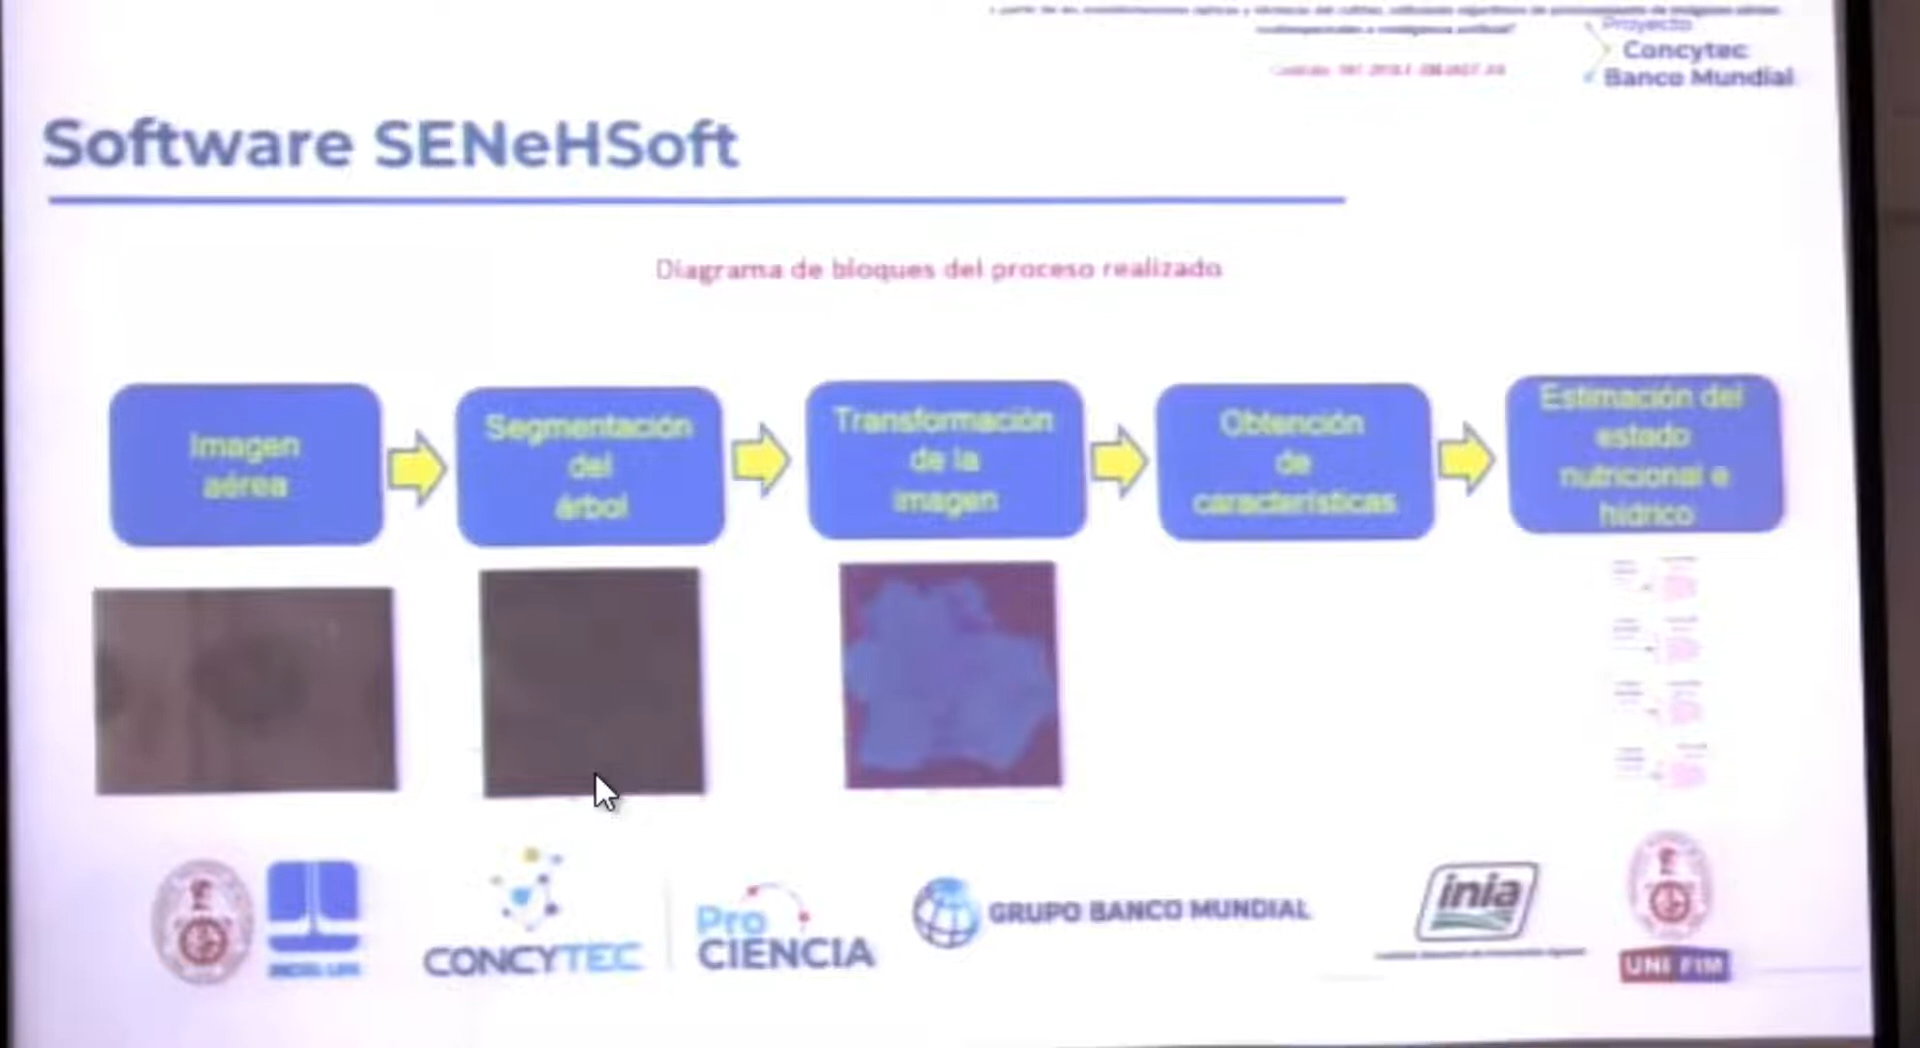 Proyecto
Concytec
Banco Mundial
Software SENeHSoft
Diagrama de bloques del proceso realizado
Imagen
aérea
Segmentación
del
árbol
Transformación
de la
imagen
Obtención
de
características
Estimación del
estado
nutricional e
hídrico
CONCYTEC
Pro
CIENCIA
GRUPO BANCO MUNDIAL
inia
UNI FIM